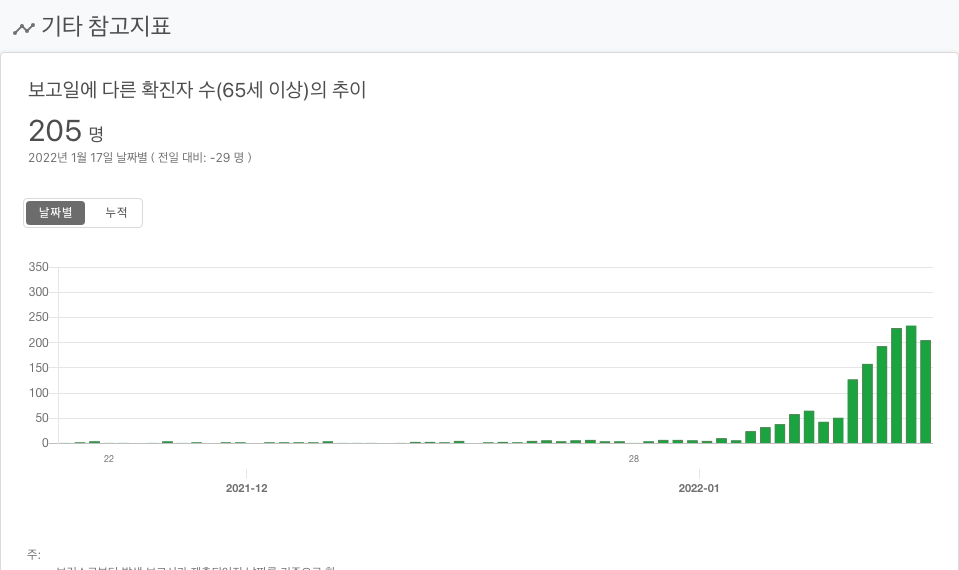 기타 참고지표
보고일에 다른 확진자 수(65세 이상)의 추이
205 명
2022년 1월 17일 날짜별 ( 전일 대비: -29 명 )
날짜별 누적
350
300
250
200
150
100
50
0
22 28
2021-12 2022-01
주: